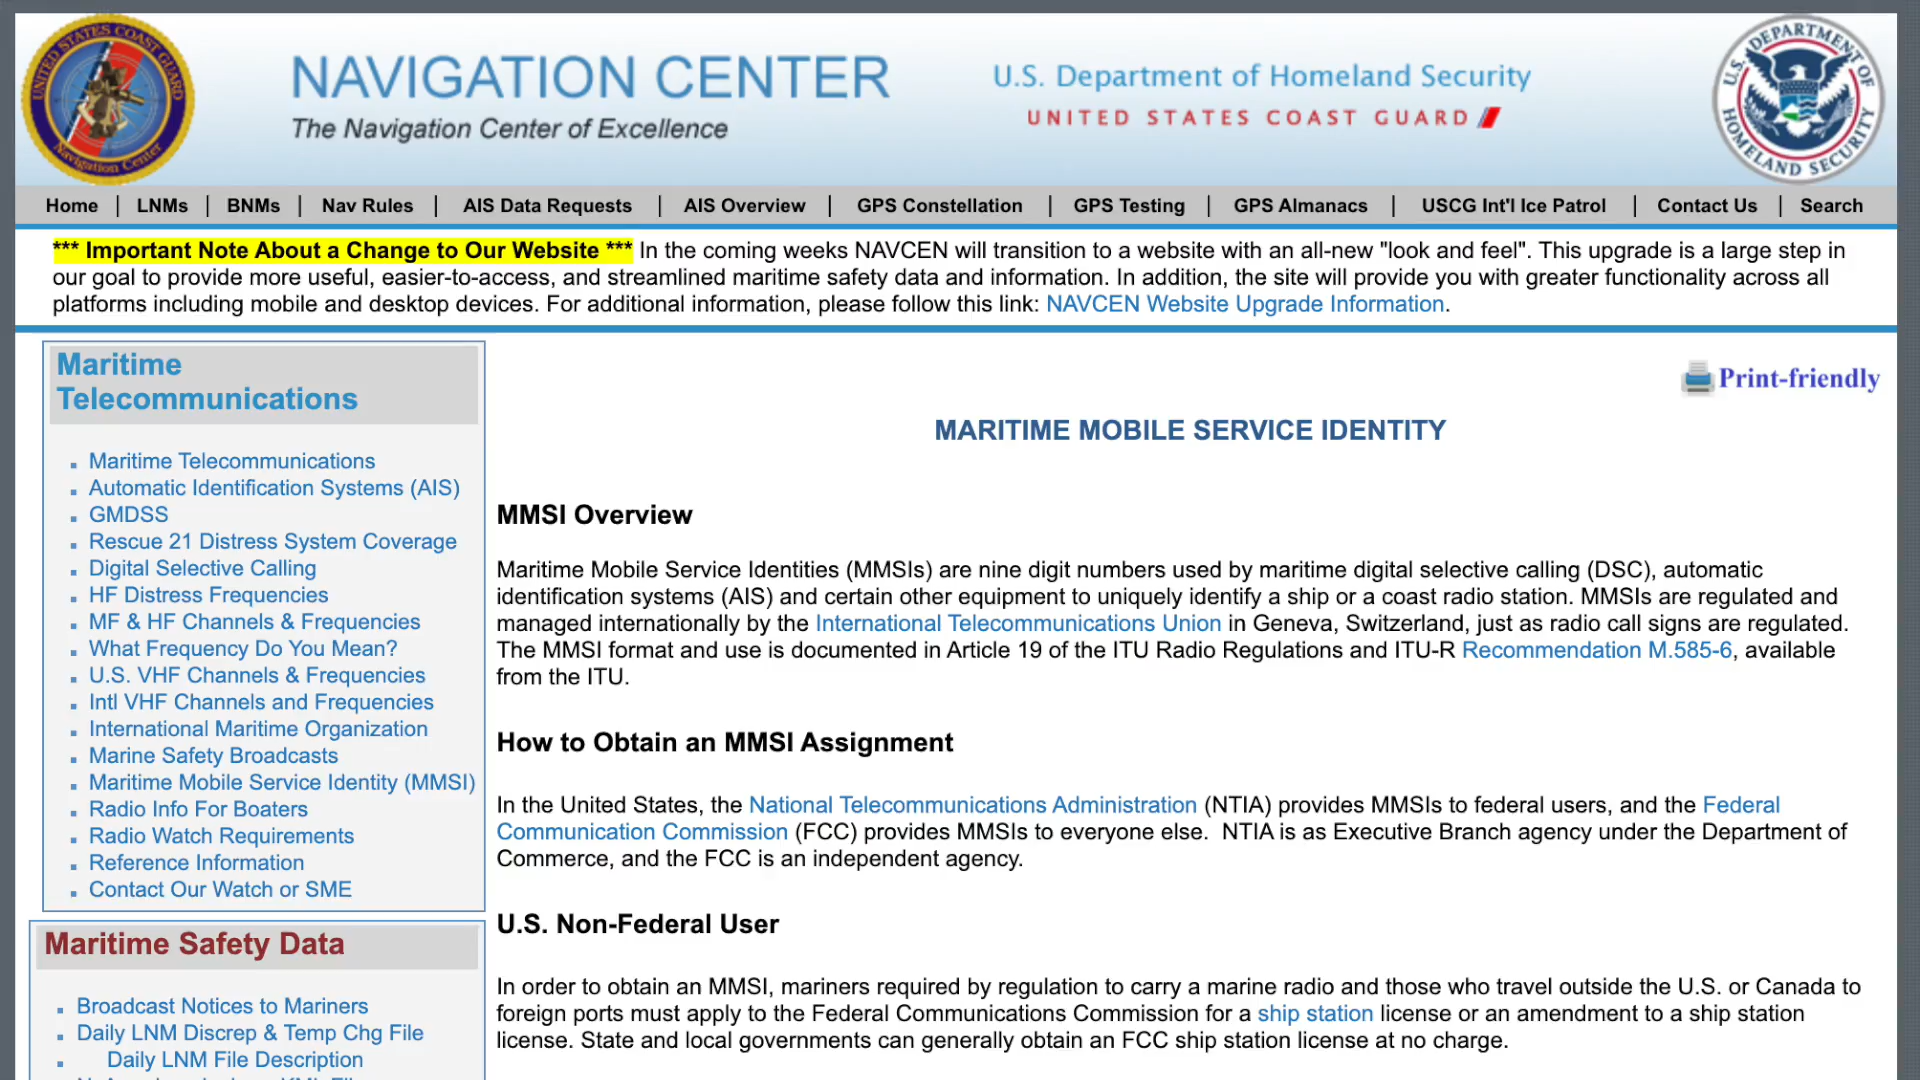 UNITED STATES COAST GUARD
Navigation Center
NAVIGATION CENTER
The Navigation Center of Excellence
U.S. Department of Homeland Security
UNITED STATES COAST GUARD
U.S. DEPARTMENT OF HOMELAND SECURITY
Home | LNMs | BNMs | Nav Rules | AIS Data Requests | AIS Overview | GPS Constellation | GPS Testing | GPS Almanacs | USCG Int'l Ice Patrol | Contact Us | Search
*** Important Note About a Change to Our Website *** In the coming weeks NAVCEN will transition to a website with an all-new "look and feel". This upgrade is a large step in
our goal to provide more useful, easier-to-access, and streamlined maritime safety data and information. In addition, the site will provide you with greater functionality across all
platforms including mobile and desktop devices. For additional information, please follow this link: NAVCEN Website Upgrade Information.
Maritime
Telecommunications
Maritime Telecommunications
Automatic Identification Systems (AIS)
GMDSS
Rescue 21 Distress System Coverage
Digital Selective Calling
HF Distress Frequencies
MF & HF Channels & Frequencies
What Frequency Do You Mean?
U.S. VHF Channels & Frequencies
Intl VHF Channels and Frequencies
International Maritime Organization
Marine Safety Broadcasts
Maritime Mobile Service Identity (MMSI)
Radio Info For Boaters
Radio Watch Requirements
Reference Information
Contact Our Watch or SME
Maritime Safety Data
Broadcast Notices to Mariners
Daily LNM Discrep & Temp Chg File
Daily LNM File Description
Print-friendly
MARITIME MOBILE SERVICE IDENTITY
MMSI Overview
Maritime Mobile Service Identities (MMSIs) are nine digit numbers used by maritime digital selective calling (DSC), automatic
identification systems (AIS) and certain other equipment to uniquely identify a ship or a coast radio station. MMSIs are regulated and
managed internationally by the International Telecommunications Union in Geneva, Switzerland, just as radio call signs are regulated.
The MMSI format and use is documented in Article 19 of the ITU Radio Regulations and ITU-R Recommendation M.585-6, available
from the ITU.
How to Obtain an MMSI Assignment
In the United States, the National Telecommunications Administration (NTIA) provides MMSIs to federal users, and the Federal
Communication Commission (FCC) provides MMSIs to everyone else. NTIA is as Executive Branch agency under the Department of
Commerce, and the FCC is an independent agency.
U.S. Non-Federal User
In order to obtain an MMSI, mariners required by regulation to carry a marine radio and those who travel outside the U.S. or Canada to
foreign ports must apply to the Federal Communications Commission for a ship station license or an amendment to a ship station
license. State and local governments can generally obtain an FCC ship station license at no charge.